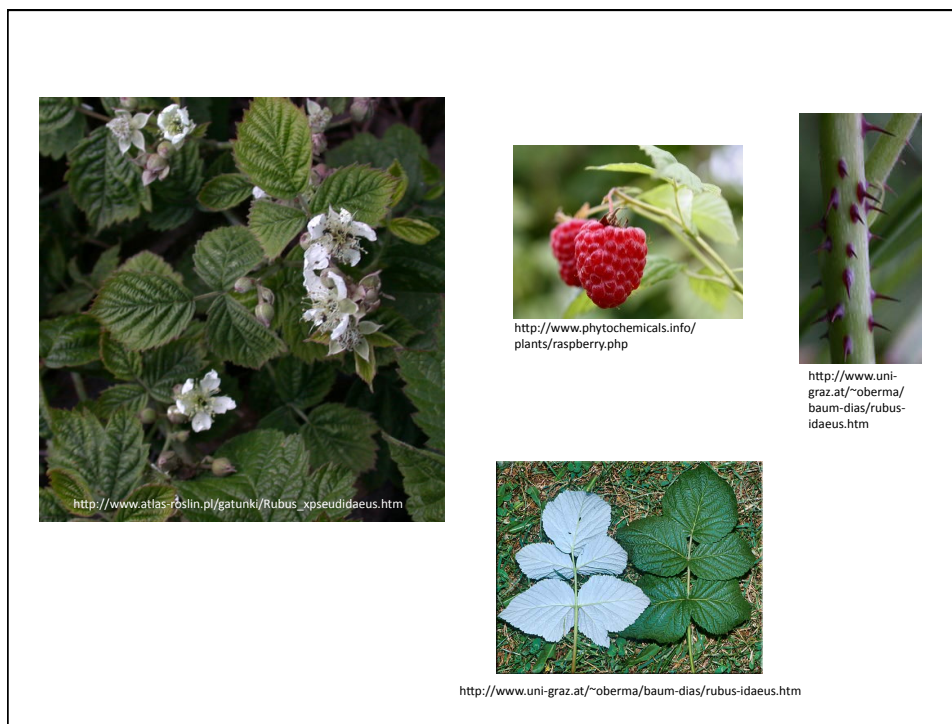 http://www.atlas-roslin.pl/gatunki/Rubus_xpseudidaeus.htm
http://www.phytochemicals.info/
plants/raspberry.php
http://www.uni-
graz.at/~oberma/
baum-dias/rubus-
idaeus.htm
http://www.uni-graz.at/~oberma/baum-dias/rubus-idaeus.htm